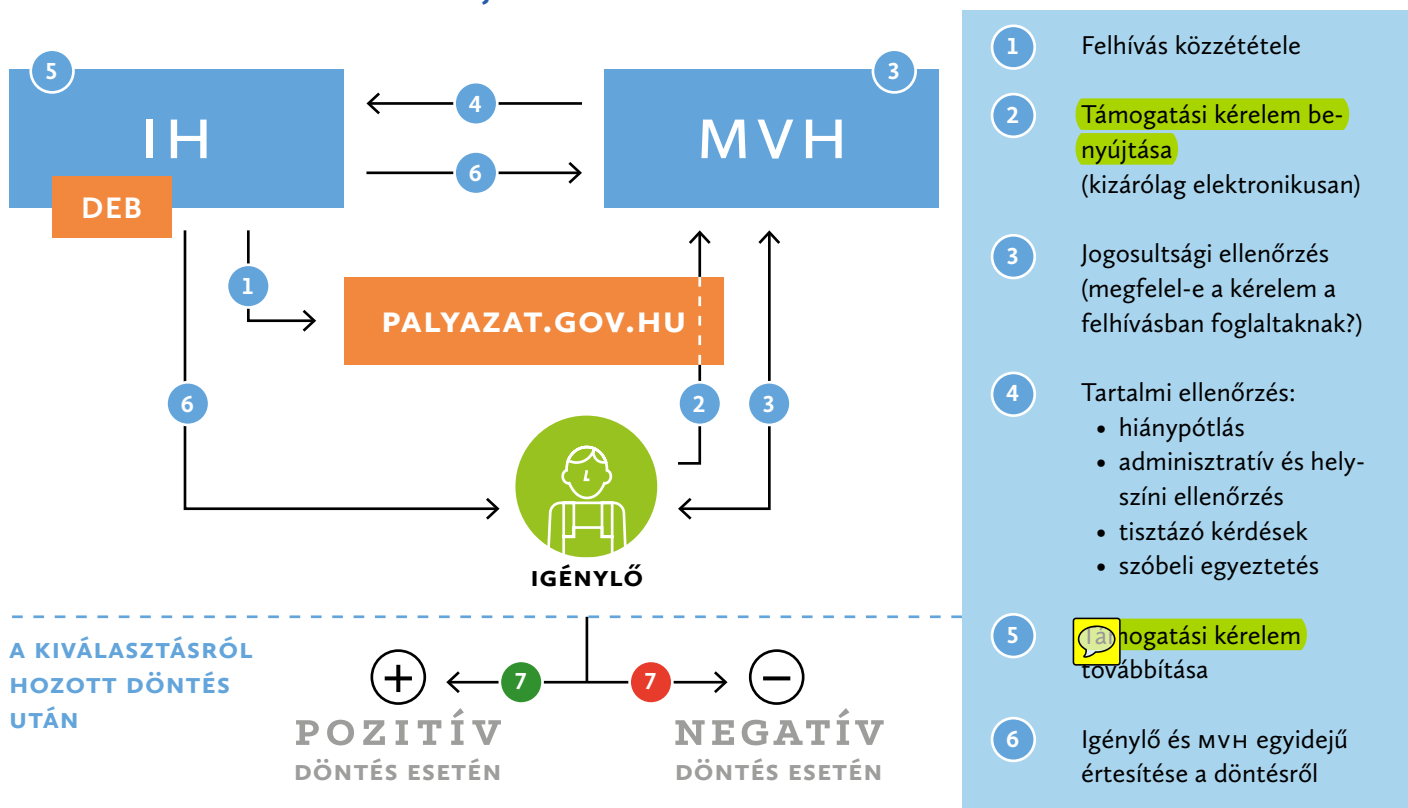 5
3
IH
MVH
4
6
DEB
1
PALYAZAT.GOV.HU
6
2
3
IGÉNYLŐ
A KIVÁLASZTÁSRÓL
HOZOTT DÖNTÉS
UTÁN
+
7
7
−
POZITÍV
DÖNTÉS ESETÉN
NEGATÍV
DÖNTÉS ESETÉN
1 Felhívás közzététele
2 Támogatási kérelem be-
nyújtása
(kizárólag elektronikusan)
3 Jogosultsági ellenőrzés
(megfelel-e a kérelem a
felhívásban foglaltaknak?)
4 Tartalmi ellenőrzés:
• hiánypótlás
• adminisztratív és hely-
színi ellenőrzés
• tisztázó kérdések
• szóbeli egyeztetés
5 Támogatási kérelem
továbbítása
6 Igénylő és MVH egyidejű
értesítése a döntésről